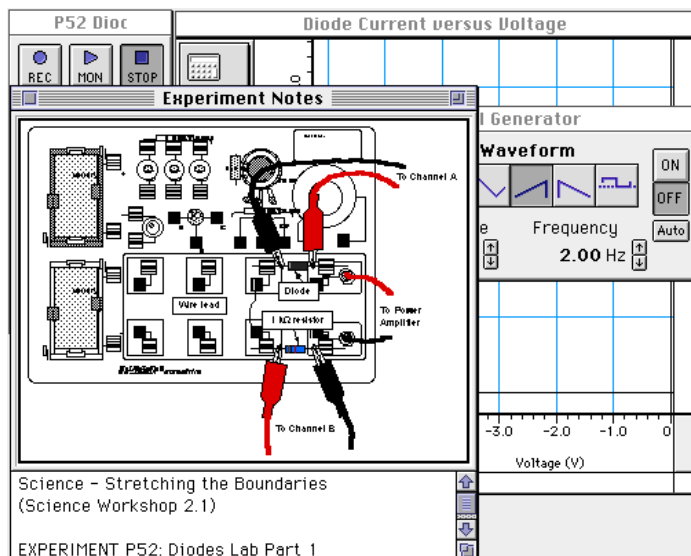 P52 Dioc
Diode Current versus Voltage
REC
MON
STOP
0
Experiment Notes
l Generator
Waveform
ON
OFF
Auto
e
Frequency
2.00 Hz
To Channel A
Diode
Wire lead
1 kΩ resistor
To Power
Amplifier
To Channel B
-3.0
-2.0
-1.0
0
Voltage (V)
Science - Stretching the Boundaries
(Science Workshop 2.1)
EXPERIMENT P52: Diodes Lab Part 1